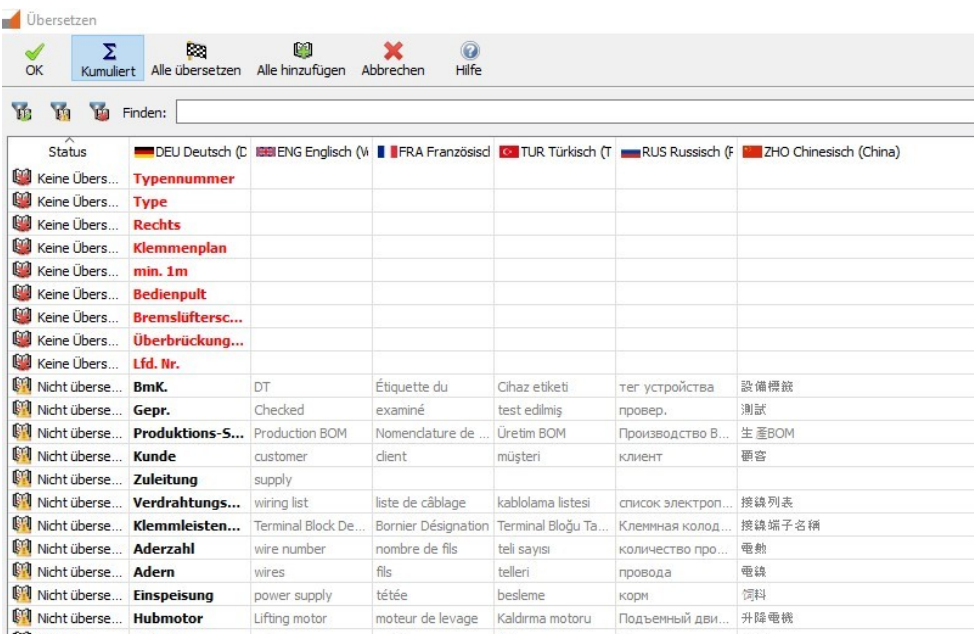 Übersetzen
OK Kumuliert Alle übersetzen Alle hinzufügen Abbrechen Hilfe
Finden:
Status DEU Deutsch (D ENG Englisch (V FRA Französisch TUR Türkisch (T RUS Russisch (F ZHO Chinesisch (China)
Keine Übers... Typennummer
Keine Übers... Type
Keine Übers... Rechts
Keine Übers... Klemmenplan
Keine Übers... min. 1m
Keine Übers... Bedienpult
Keine Übers... Bremslüftersc...
Keine Übers... Überbrückung...
Keine Übers... Lfd. Nr.
Nicht überse... BmK. DT Étiquette du Cihaz etiketi тег устройства 設備標籤
Nicht überse... Gepr. Checked examiné test edilmiş провер. 測試
Nicht überse... Produktions-S... Production BOM Nomenclature de ... Üretim BOM Производство B... 生產BOM
Nicht überse... Kunde customer client müşteri клиент 顧客
Nicht überse... Zuleitung supply
Nicht überse... Verdrahtungs... wiring list liste de câblage kablolama listesi список электроп... 接線列表
Nicht überse... Klemmleisten... Terminal Block De... Bornier Désignation Terminal Bloğu Ta... Клеммная колод... 接線端子名稱
Nicht überse... Aderzahl wire number nombre de fils teli sayısı количество про...
Nicht überse... Adern wires fils telleri провода 電線
Nicht überse... Einspeisung power supply tétée besleme корм 饲料
Nicht überse... Hubmotor Lifting motor moteur de levage Kaldırma motoru Подъемный дви... 升降電機